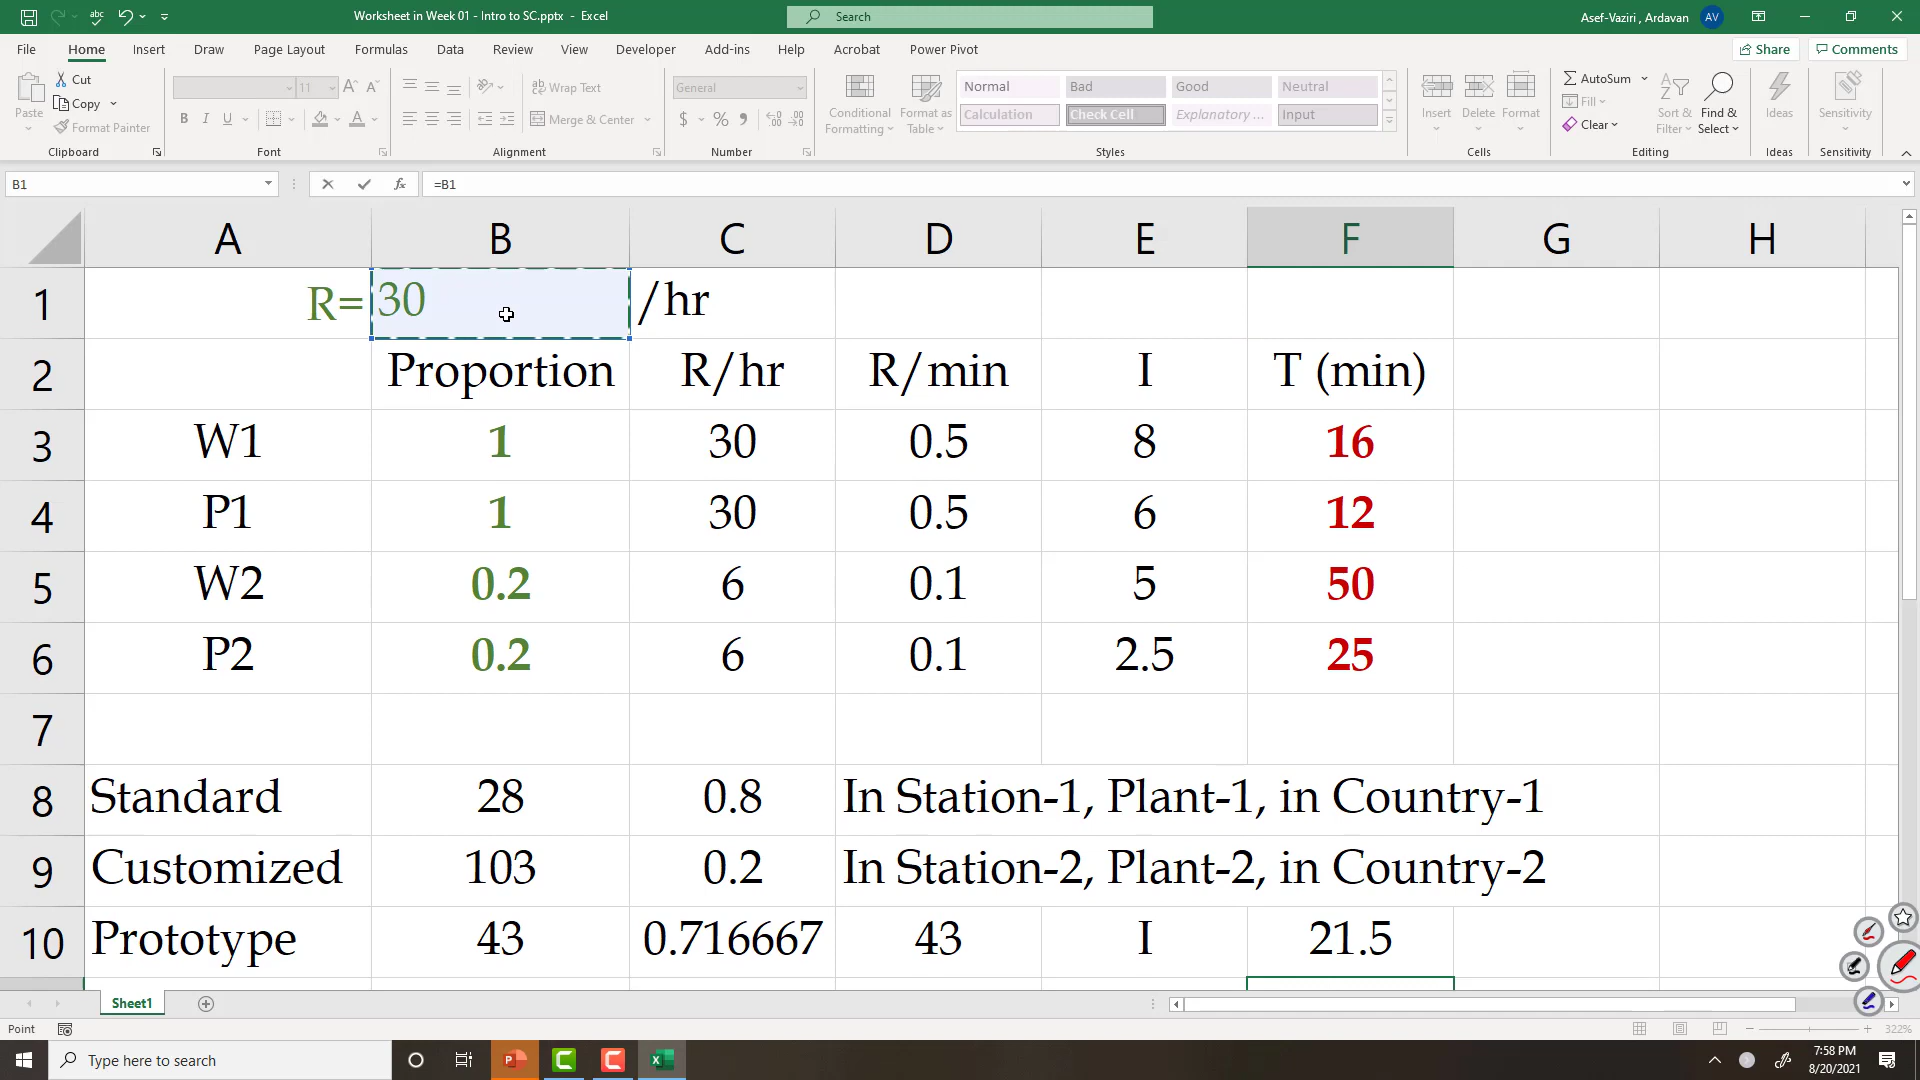 Worksheet in Week 01 - Intro to SC.pptx - Excel
Search
Asef-Vaziri , Ardavan AV
File Home Insert Draw Page Layout Formulas Data Review View Developer Add-ins Help Acrobat Power Pivot Share Comments
Paste Cut Copy Format Painter
11
Wrap Text
Merge & Center
General
Conditional Formatting
Format as Table
Normal Bad Good Neutral
Calculation Check Cell Explanatory ... Input
Insert Delete Format
AutoSum
Fill
Clear
Sort & Filter
Find & Select
Ideas
Sensitivity
Clipboard Font Alignment Number Styles Cells Editing Ideas Sensitivity
B1 fx =B1
A B C D E F G H
1 R= 30 /hr
2 Proportion R/hr R/min I T (min)
3 W1 1 30 0.5 8 16
4 P1 1 30 0.5 6 12
5 W2 0.2 6 0.1 5 50
6 P2 0.2 6 0.1 2.5 25
7
8 Standard 28 0.8 In Station-1, Plant-1, in Country-1
9 Customized 103 0.2 In Station-2, Plant-2, in Country-2
10 Prototype 43 0.716667 43 I 21.5
Sheet1
Point
322%
Type here to search
7:58 PM
8/20/2021